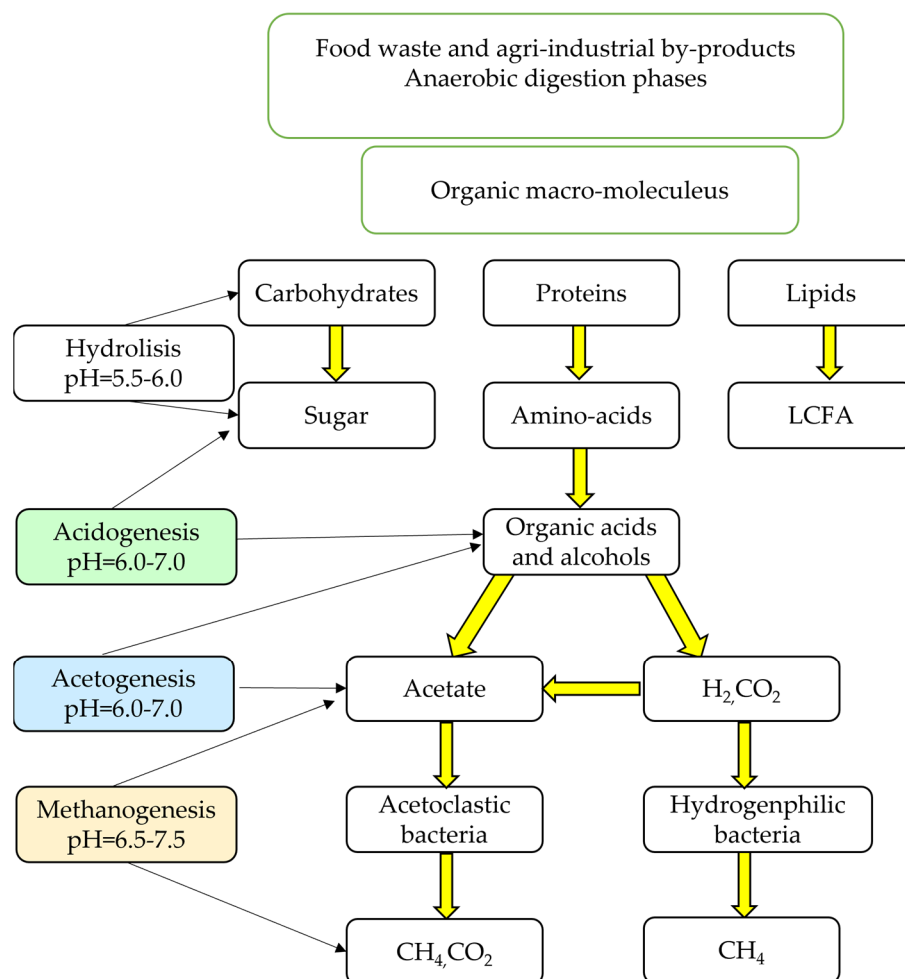 Food waste and agri-industrial by-products
Anaerobic digestion phases
Organic macro-moleculeus
Carbohydrates
Proteins
Lipids
Hydrolisis
pH=5.5-6.0
Sugar
Amino-acids
LCFA
Acidogenesis
pH=6.0-7.0
Organic acids
and alcohols
Acetogenesis
pH=6.0-7.0
Acetate
H₂,CO₂
Methanogenesis
pH=6.5-7.5
Acetoclastic
bacteria
Hydrogenphilic
bacteria
CH₄,CO₂
CH₄